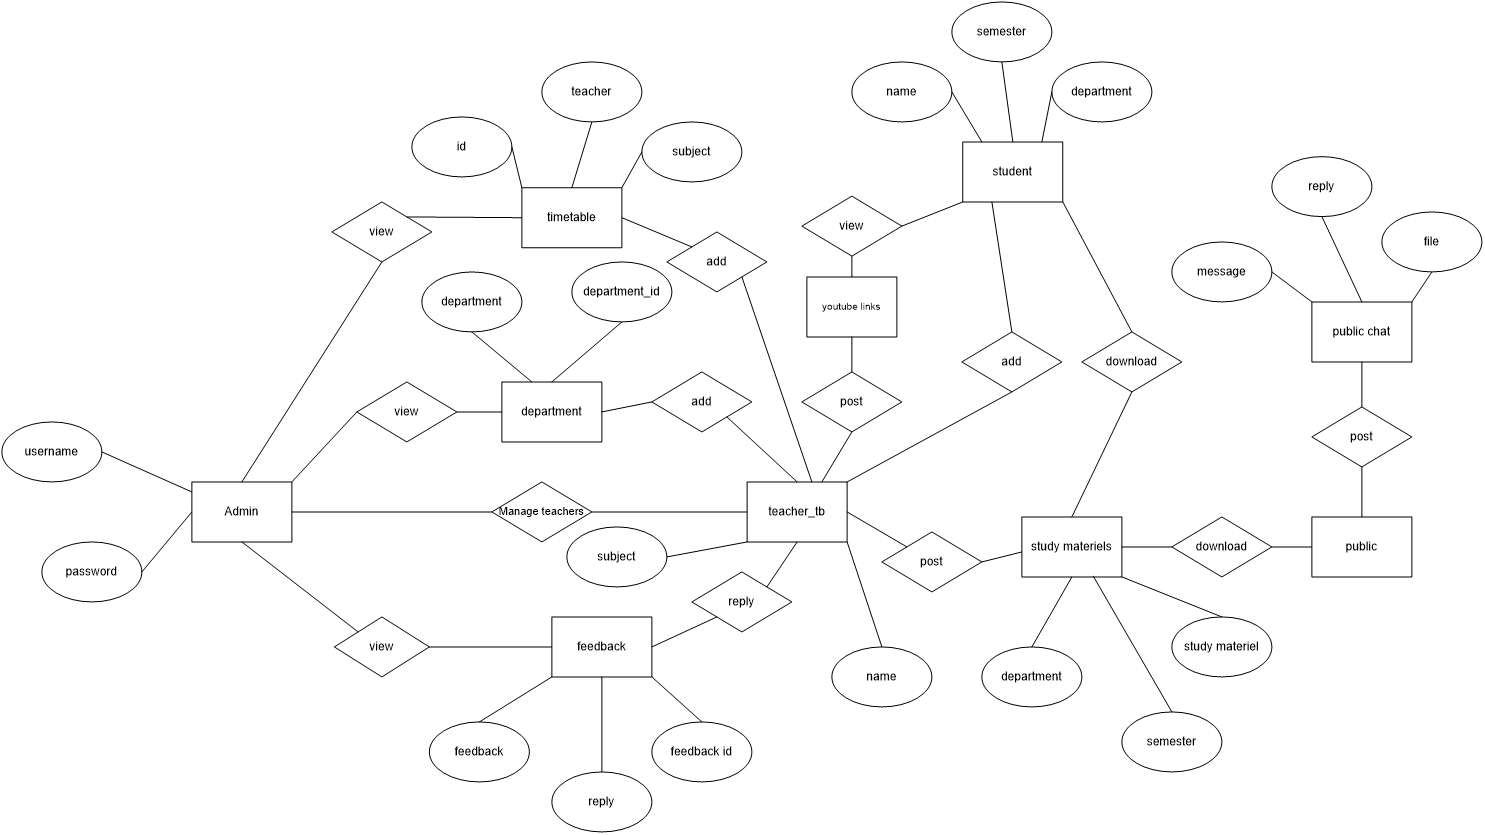 semester
teacher
name
department
id
subject
student
reply
timetable
view
view
file
add
message
department
department_id
youtube links
public chat
add
download
view
department
add
post
post
username
Admin
Manage teachers
teacher_tb
subject
post
study materiels
download
public
password
reply
view
feedback
name
department
study materiel
semester
feedback
feedback id
reply